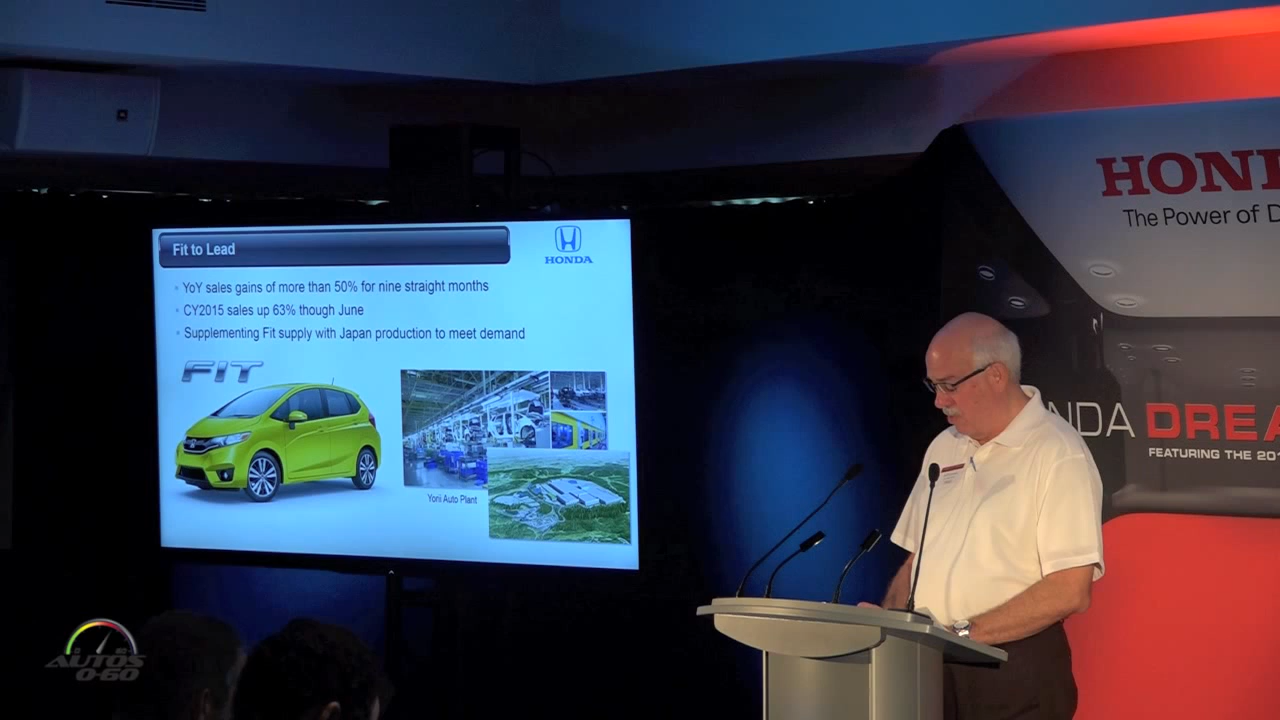 Fit to Lead
HONDA
YoY sales gains of more than 50% for nine straight months
CY2015 sales up 63% though June
Supplementing Fit supply with Japan production to meet demand
FIT
Yorii Auto Plant
HOND
The Power of D
NDA DREA
FEATURING THE 201
AUTOS
0-60